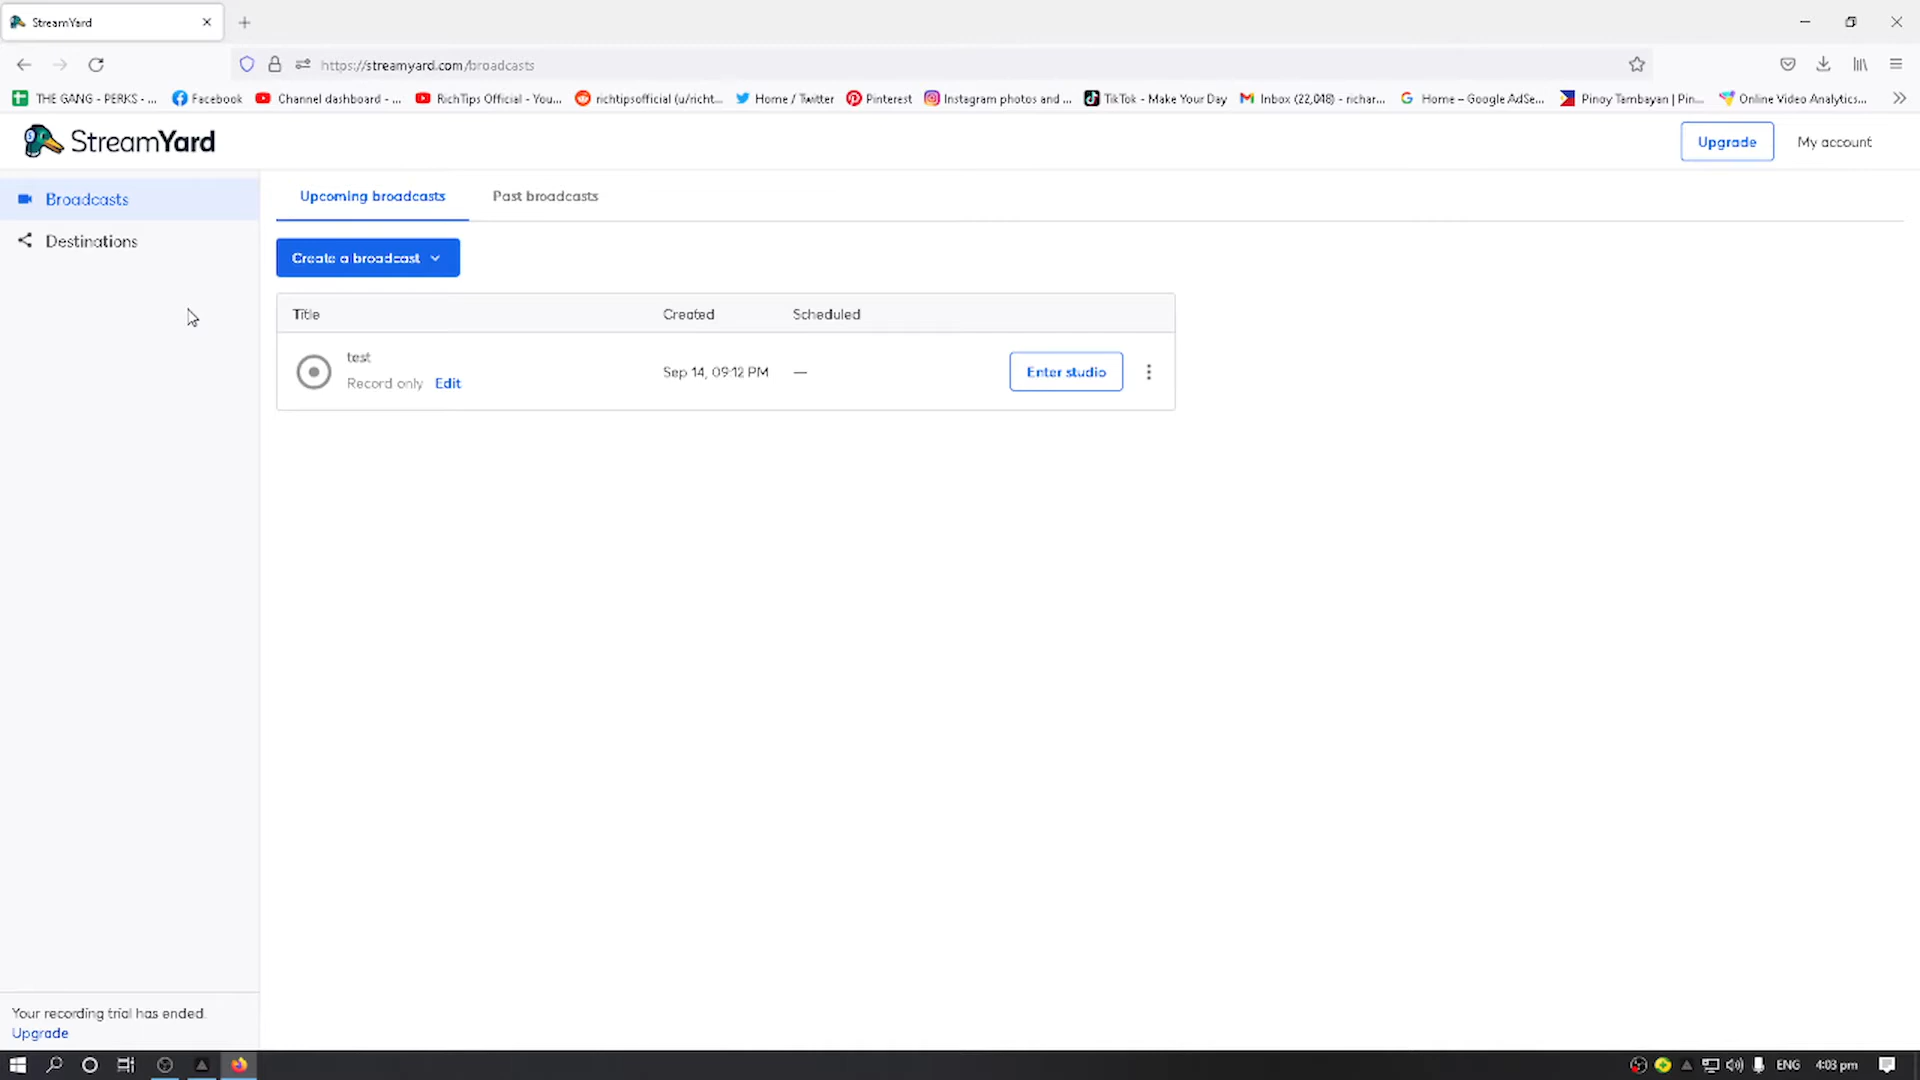 StreamYard
https://streamyard.com/broadcasts
THE GANG - PERKS - ...
Facebook
Channel dashboard - ...
RichTips Official - You...
richtipsofficial (u/richt...
Home / Twitter
Pinterest
Instagram photos and ...
TikTok - Make Your Day
Inbox (22,048) - richar...
Home – Google AdSe...
Pinoy Tambayan | Pin...
Online Video Analytics...
StreamYard
Upgrade
My account
Broadcasts
Destinations
Upcoming broadcasts
Past broadcasts
Create a broadcast
Title
Created
Scheduled
test
Record only Edit
Sep 14, 09:12 PM
—
Enter studio
Your recording trial has ended.
Upgrade
ENG
4:03 pm